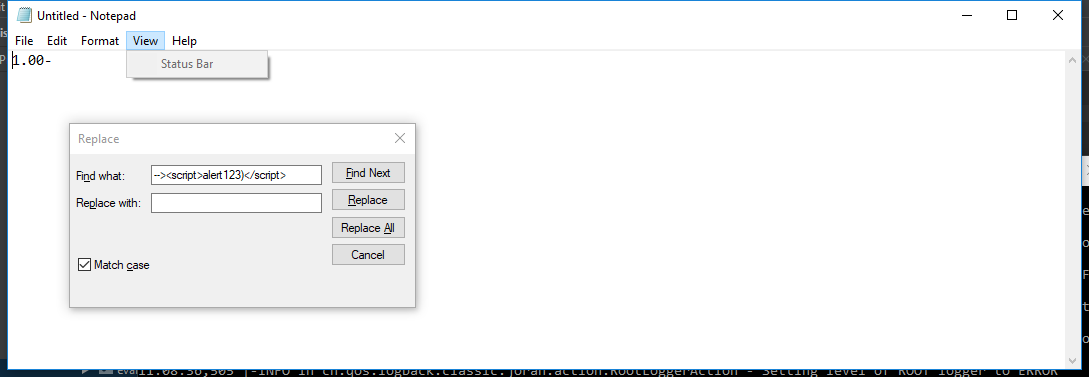 Untitled - Notepad
File Edit Format View Help
1.00-
Status Bar
Replace
Find what: --><script>alert123)</script> Find Next
Replace with: Replace
Replace All
Cancel
Match case
11:08:36,505 |-INFO in ch.qos.logback.classic.joran.action.RootLoggerAction - Setting level of ROOT logger to ERROR